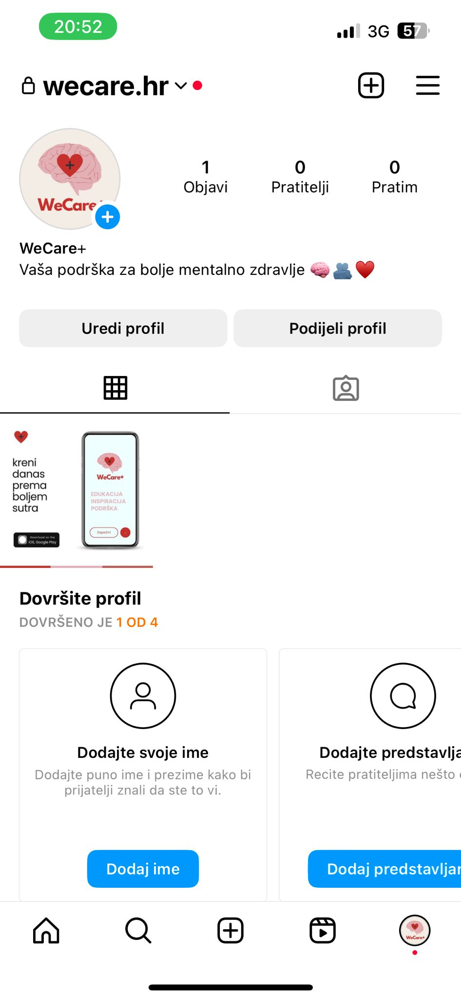 20:52
3G 57
wecare.hr
WeCare+
1 0 0
Objavi Pratitelji Pratim
WeCare+
Vaša podrška za bolje mentalno zdravlje 🧠🫂♥️
Uredi profil Podijeli profil
kreni
danas
prema
boljem
sutra
Download on the
iOS, Google Play
WeCare+
EDUKACIJA
INSPIRACIJA
PODRŠKA
Započni
Dovršite profil
DOVRŠENO JE 1 OD 4
Dodajte svoje ime
Dodajte puno ime i prezime kako bi
prijatelji znali da ste to vi.
Dodaj ime
Dodajte predstavlja
Recite pratiteljima nešto
Dodaj predstavljan
WeCare+